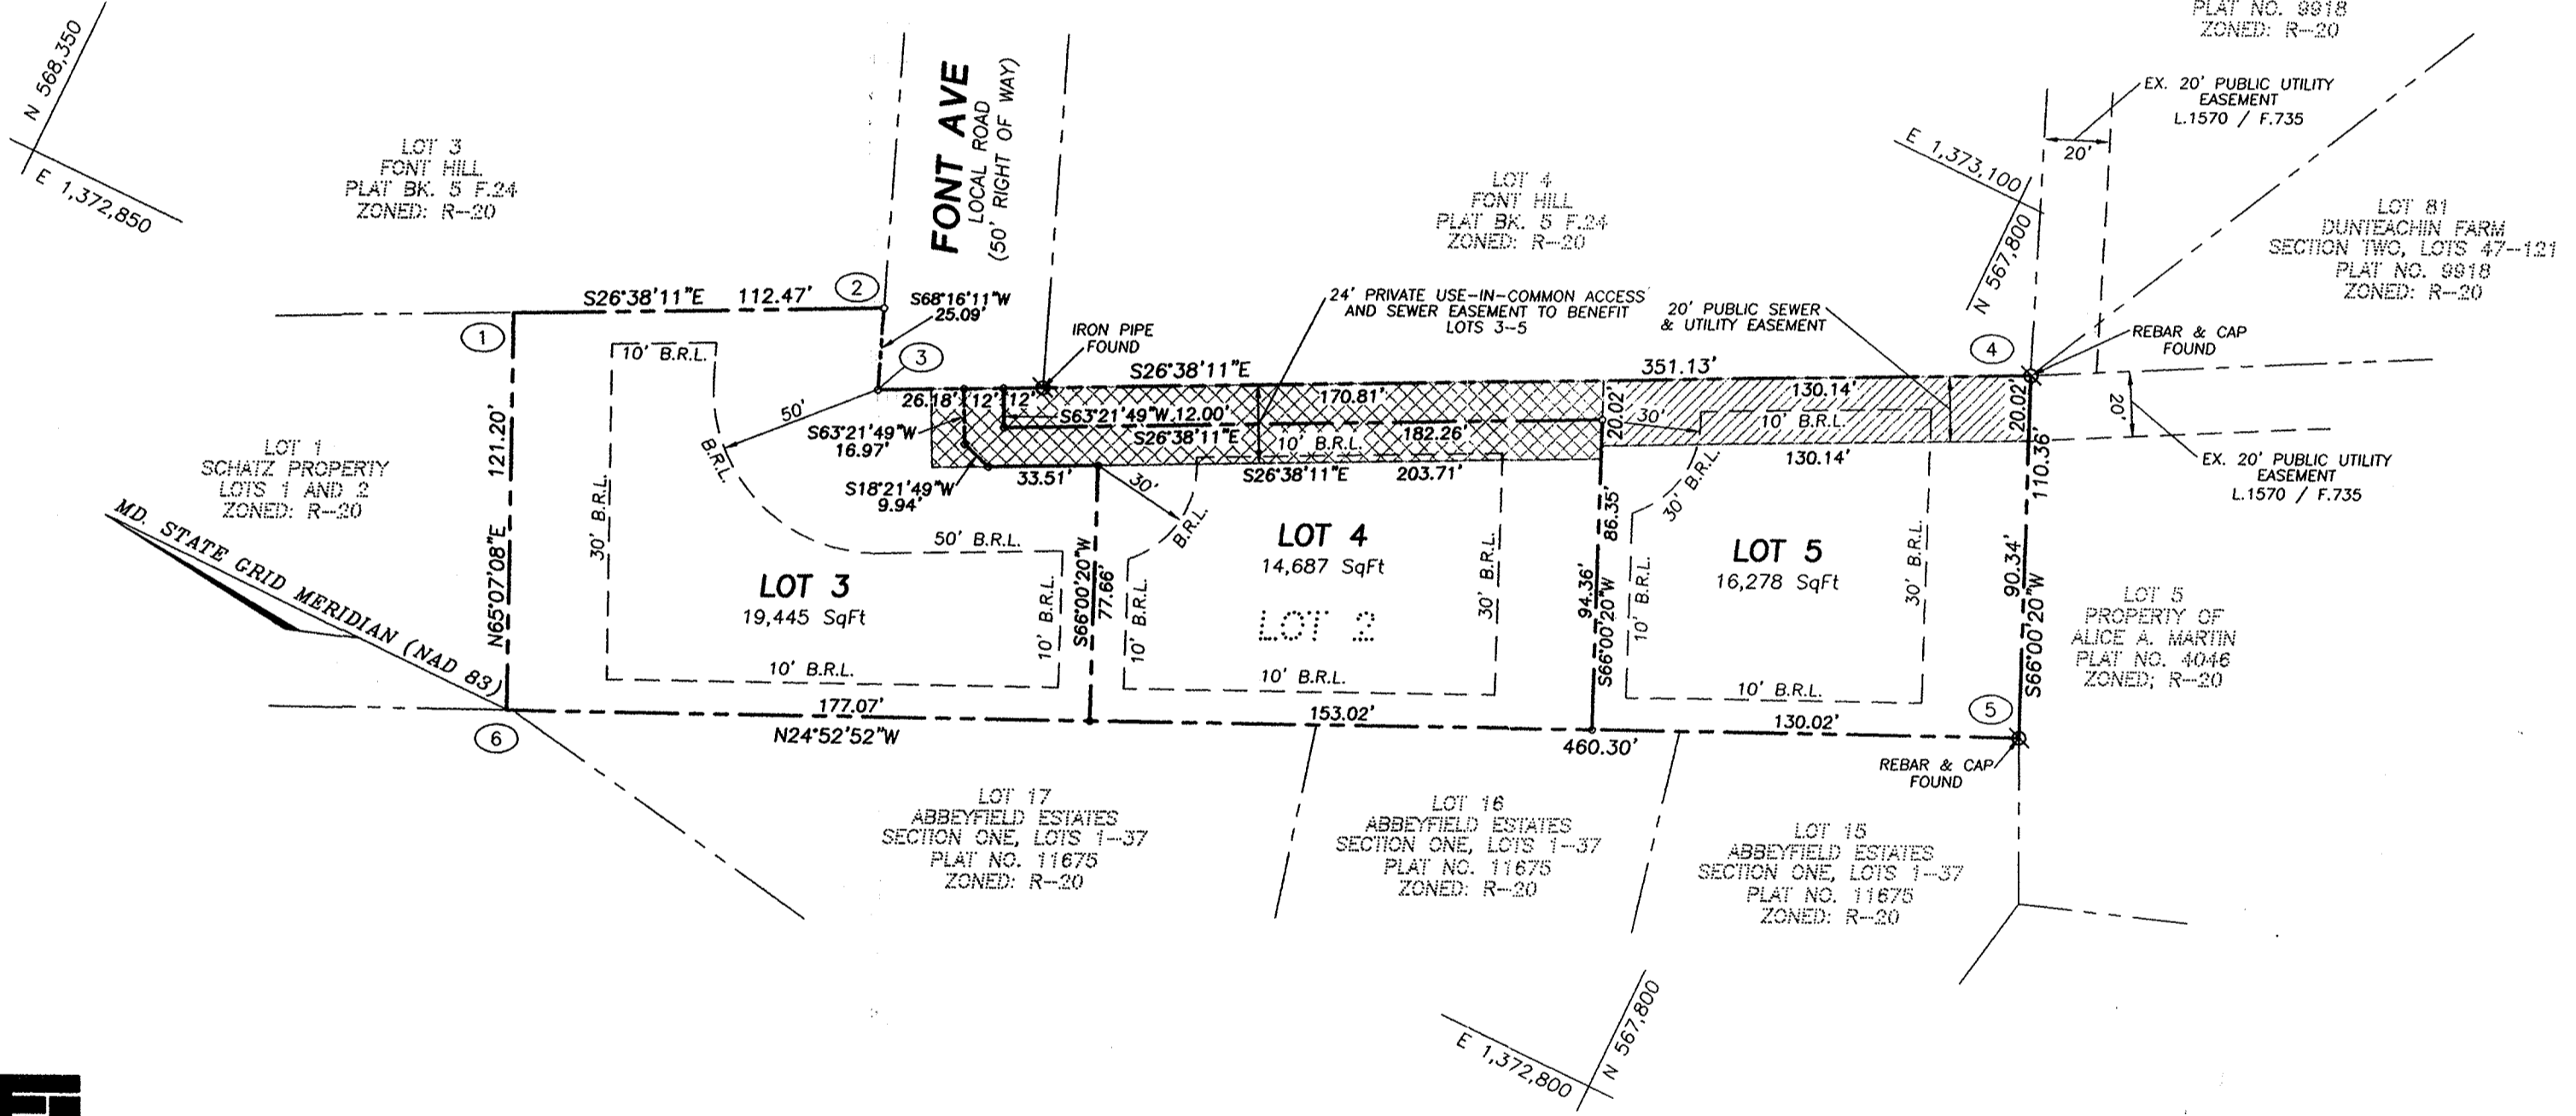 PLAT NO. 9918
ZONED: R-20
N 568,350
E 1,372,850
LOT 3
FONT HILL
PLAT BK. 5 F.24
ZONED: R-20
FONT AVE
LOCAL ROAD
(50' RIGHT OF WAY)
LOT 4
FONT HILL
PLAT BK. 5 F.24
ZONED: R-20
E 1,373,100
N 567,800
EX. 20' PUBLIC UTILITY
EASEMENT
L.1570 / F.735
20'
LOT 81
DUNTEACHIN FARM
SECTION TWO, LOTS 47-121
PLAT NO. 9918
ZONED: R-20
S26°38'11"E 112.47'
1
2
3
S68°16'11"W
25.09'
IRON PIPE
FOUND
24' PRIVATE USE-IN-COMMON ACCESS
AND SEWER EASEMENT TO BENEFIT
LOTS 3-5
20' PUBLIC SEWER
& UTILITY EASEMENT
4
REBAR & CAP
FOUND
S26°38'11"E
351.13'
26.18'
12'
12'
170.81'
130.14'
20.02'
20.02'
20'
S63°21'49"W 12.00'
S63°21'49"W
16.97'
S26°38'11"E
182.26'
10' B.R.L.
S26°38'11"E
203.71'
130.14'
30'
10' B.R.L.
S18°21'49"W
9.94'
33.51'
30'
B.R.L.
30' B.R.L.
110.36'
EX. 20' PUBLIC UTILITY
EASEMENT
L.1570 / F.735
LOT 1
SCHATZ PROPERTY
LOTS 1 AND 2
ZONED: R-20
MD. STATE GRID MERIDIAN (NAD 83)
N65°07'08"E
121.20'
10' B.R.L.
30' B.R.L.
50'
B.R.L.
50' B.R.L.
10' B.R.L.
LOT 3
19,445 SqFt
10' B.R.L.
S66°00'20"W
77.66'
10' B.R.L.
LOT 4
14,687 SqFt
LOT 2
30' B.R.L.
10' B.R.L.
86.35'
94.36'
S66°00'20"W
10' B.R.L.
LOT 5
16,278 SqFt
30' B.R.L.
10' B.R.L.
90.34'
S66°00'20"W
LOT 5
PROPERTY OF
ALICE A. MARTIN
PLAT NO. 4046
ZONED; R-20
6
177.07'
N24°52'52"W
153.02'
460.30'
130.02'
5
REBAR & CAP
FOUND
LOT 17
ABBEYFIELD ESTATES
SECTION ONE, LOTS 1-37
PLAT NO. 11675
ZONED: R-20
LOT 16
ABBEYFIELD ESTATES
SECTION ONE, LOTS 1-37
PLAT NO. 11675
ZONED: R-20
LOT 15
ABBEYFIELD ESTATES
SECTION ONE, LOTS 1-37
PLAT NO. 11675
ZONED: R-20
E 1,372,800
N 567,800